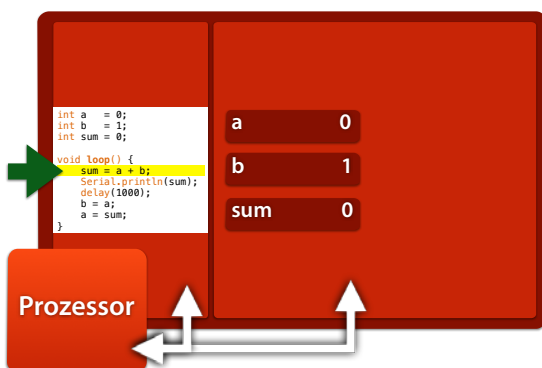 int a   = 0;
int b   = 1;
int sum = 0;
void loop() {
sum = a + b;
Serial.println(sum);
delay(1000);
b = a;
a = sum;
}
a 0
b 1
sum 0
Prozessor